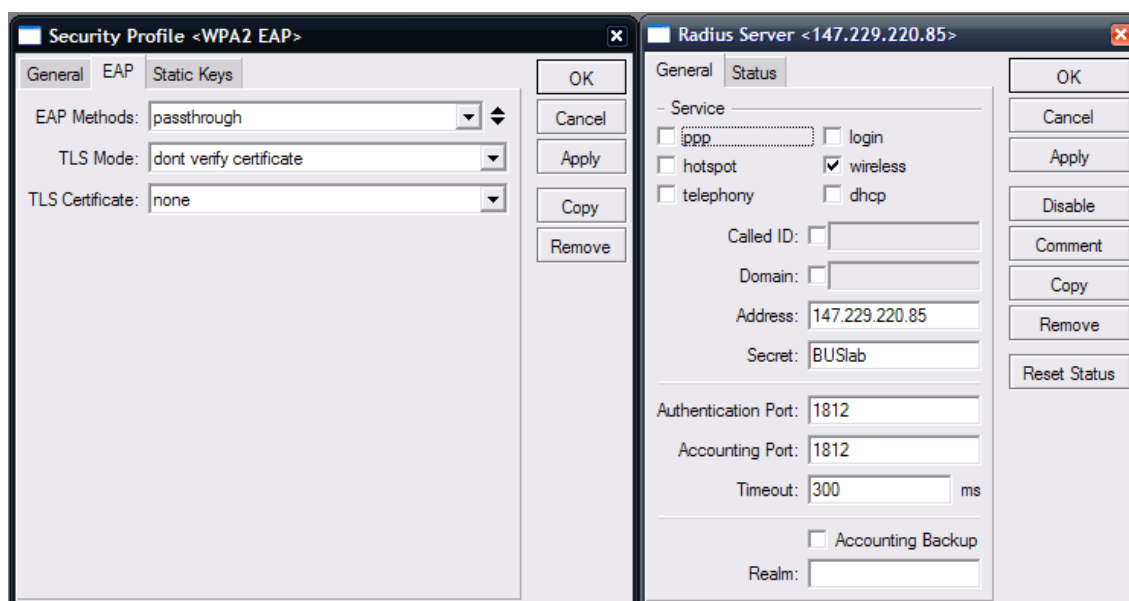 Security Profile <WPA2 EAP>
General EAP Static Keys
EAP Methods: passthrough
TLS Mode: dont verify certificate
TLS Certificate: none
OK
Cancel
Apply
Copy
Remove
Radius Server <147.229.220.85>
General Status
Service
ppp login
hotspot wireless
telephony dhcp
Called ID:
Domain:
Address: 147.229.220.85
Secret: BUSlab
Authentication Port: 1812
Accounting Port: 1812
Timeout: 300 ms
Accounting Backup
Realm:
OK
Cancel
Apply
Disable
Comment
Copy
Remove
Reset Status